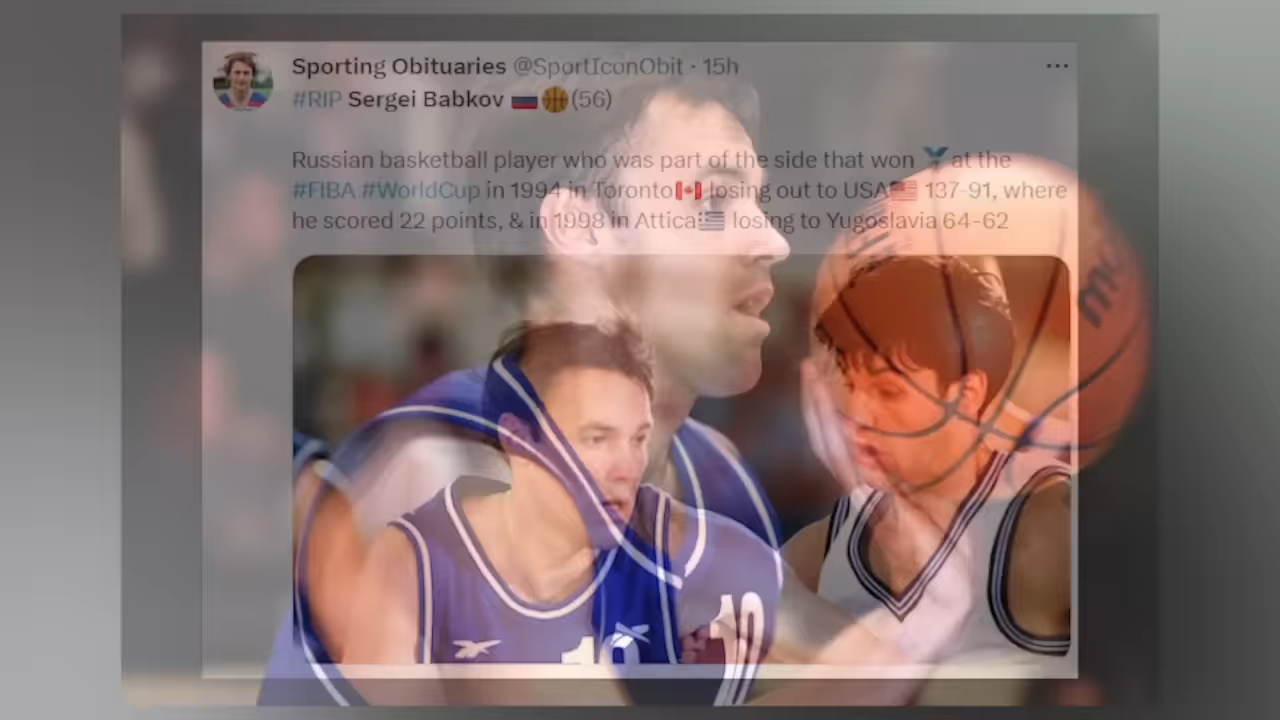 Sporting Obituaries @SportIconObit · 15h
#RIP Sergei Babkov 🇷🇺🏀(56)
Russian basketball player who was part of the side that won 🥈at the
#FIBA #WorldCup in 1994 in Toronto🇨🇦 losing out to USA🇺🇸 137-91, where
he scored 22 points, & in 1998 in Attica🇬🇷 losing to Yugoslavia 64-62
10